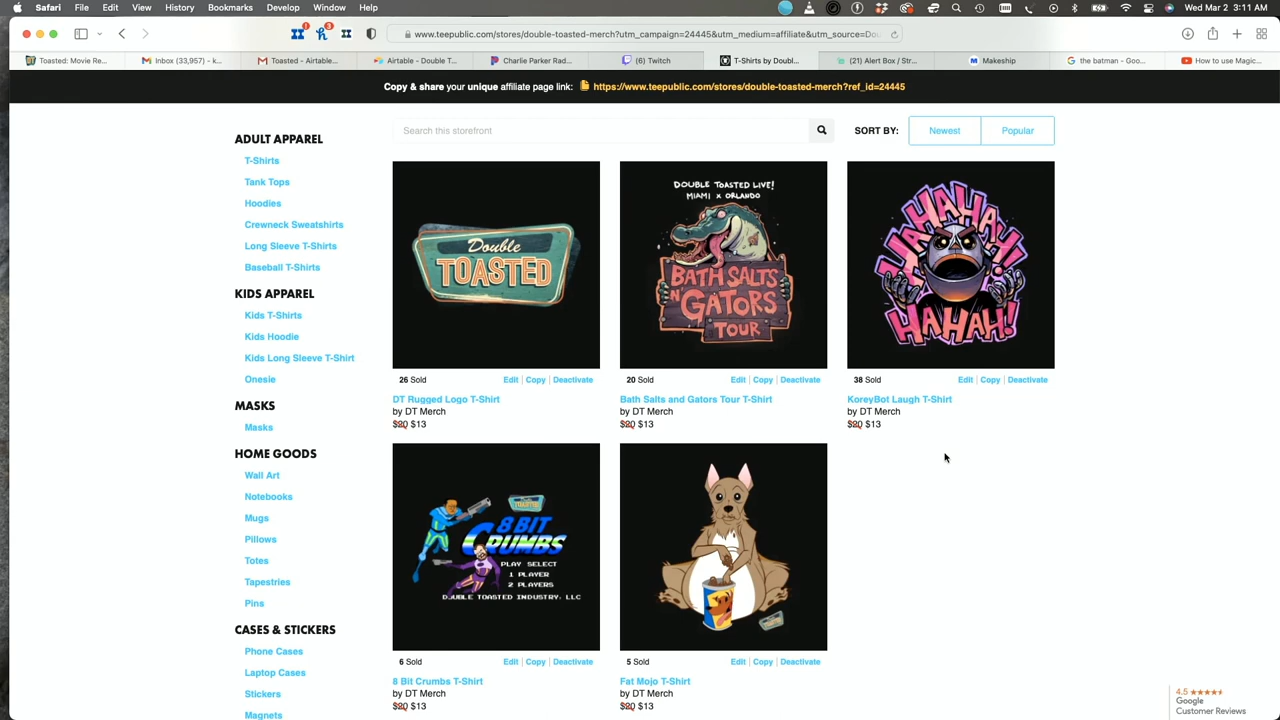 Safari File Edit View History Bookmarks Window Help
3:11
!
3
www.teepublic.com/stores/double-toasted-merch?utm_campaign=24445&utm_medium=affiliate&utm_source=Dou
Toasted: Movie Re...
Inbox (33,957) - k...
Toasted - Airtable...
Airtable - Double T...
Charlie Parker Rad...
(6) Twitch
T-Shirts by Doubl...
(21) Alert Box / Str...
Makeship
the batman - Goo...
How to use Magic...
Copy & share your unique affiliate page link: https://www.teepublic.com/stores/double-toasted-merch?ref_id=24445
Search this storefront
SORT BY: Newest Popular
ADULT APPAREL
T-Shirts
Tank Tops
Hoodies
Crewneck Sweatshirts
Long Sleeve T-Shirts
Baseball T-Shirts
KIDS APPAREL
Kids T-Shirts
Kids Hoodie
Kids Long Sleeve T-Shirt
Onesie
MASKS
Masks
HOME GOODS
Wall Art
Notebooks
Mugs
Pillows
Totes
Tapestries
Pins
CASES & STICKERS
Phone Cases
Laptop Cases
Stickers
Magnets
Double
TOASTED
26 Sold
Edit | Copy | Deactivate
DT Rugged Logo T-Shirt
by DT Merch
$20 $13
DOUBLE TOASTED LIVE!
MIAMI x ORLANDO
BATH SALTS
N GATORS
TOUR
20 Sold
Edit | Copy | Deactivate
Bath Salts and Gators Tour T-Shirt
by DT Merch
$20 $13
HAHAHAHA
HAHAH!
38 Sold
Edit | Copy | Deactivate
KoreyBot Laugh T-Shirt
by DT Merch
$20 $13
8 BIT
CRUMBS
PLAY SELECT
1 PLAYER
2 PLAYERS
DOUBLE TOASTED INDUSTRY, LLC
6 Sold
Edit | Copy | Deactivate
8 Bit Crumbs T-Shirt
by DT Merch
$20 $13
5 Sold
Edit | Copy | Deactivate
Fat Mojo T-Shirt
by DT Merch
$20 $13
4.5
Google
Customer Reviews